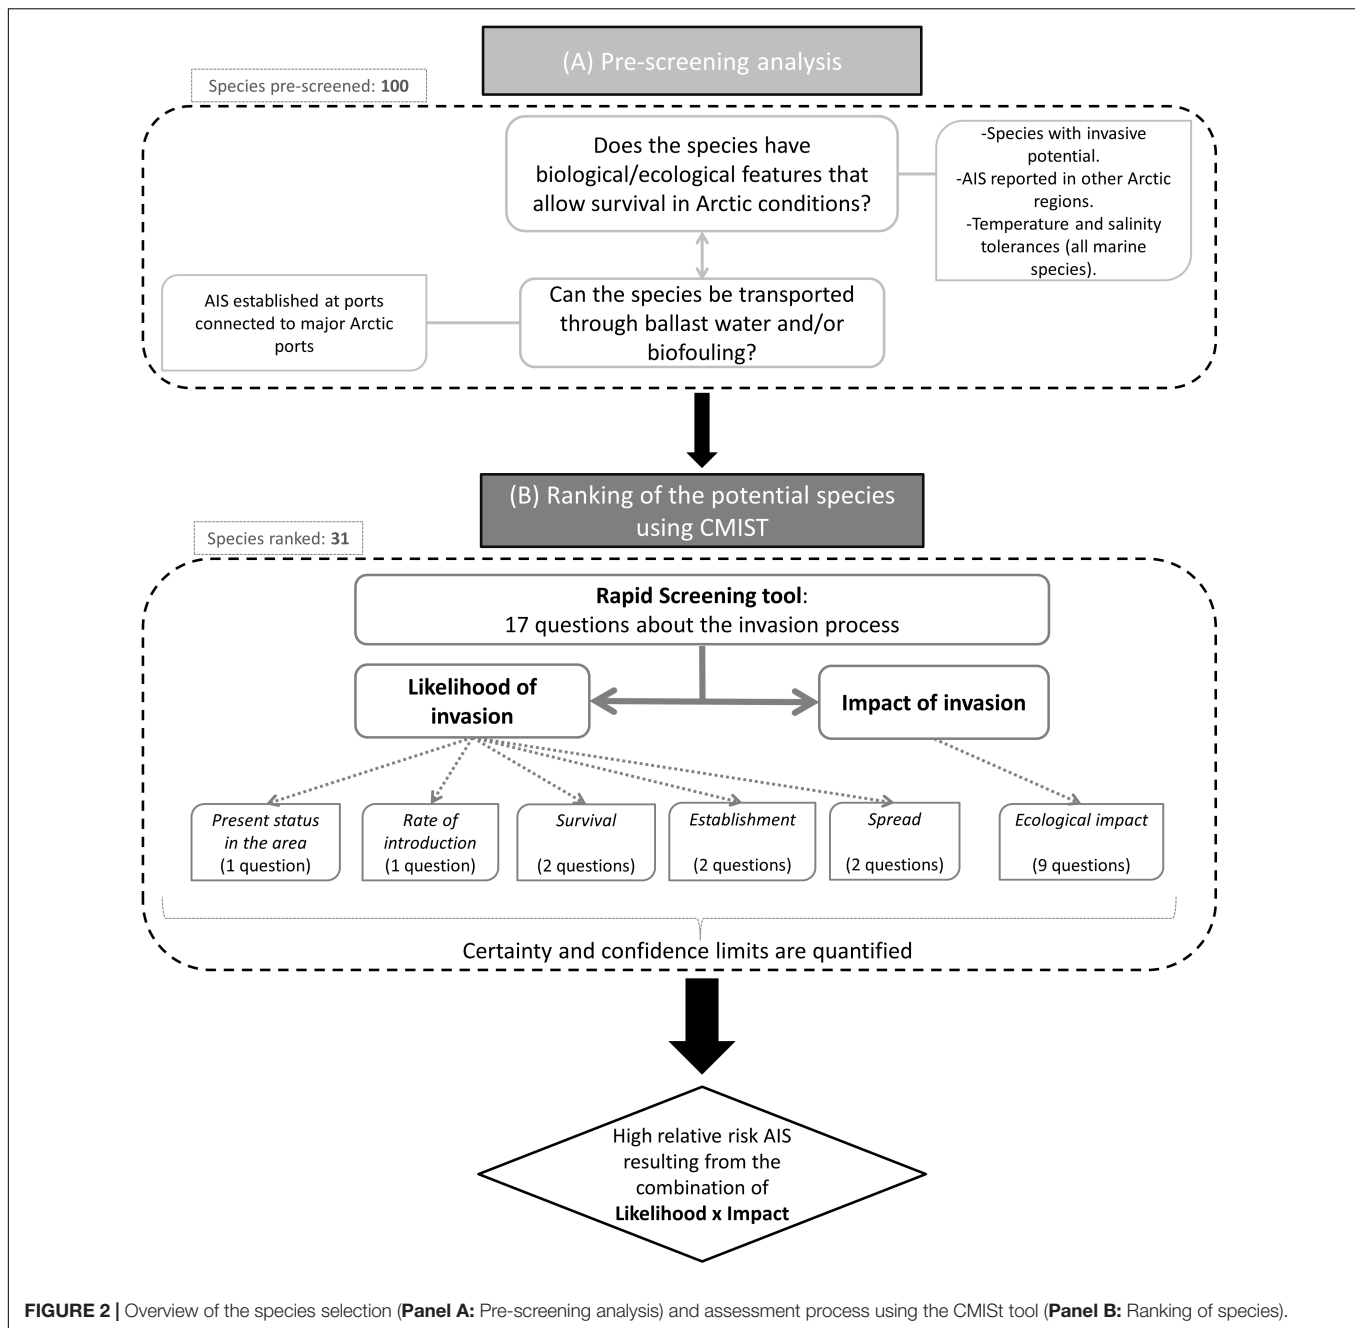 (A) Pre-screening analysis
Species pre-screened: 100
Does the species have
biological/ecological features that
allow survival in Arctic conditions?
-Species with invasive
potential.
-AIS reported in other Arctic
regions.
-Temperature and salinity
tolerances (all marine
species).
Can the species be transported
through ballast water and/or
biofouling?
AIS established at ports
connected to major Arctic
ports
(B) Ranking of the potential species
using CMIST
Species ranked: 31
Rapid Screening tool:
17 questions about the invasion process
Likelihood of
invasion
Impact of invasion
Present status
in the area
(1 question)
Rate of
introduction
(1 question)
Survival
(2 questions)
Establishment
(2 questions)
Spread
(2 questions)
Ecological impact
(9 questions)
Certainty and confidence limits are quantified
High relative risk AIS
resulting from the
combination of
Likelihood x Impact
FIGURE 2 | Overview of the species selection (Panel A: Pre-screening analysis) and assessment process using the CMISt tool (Panel B: Ranking of species).